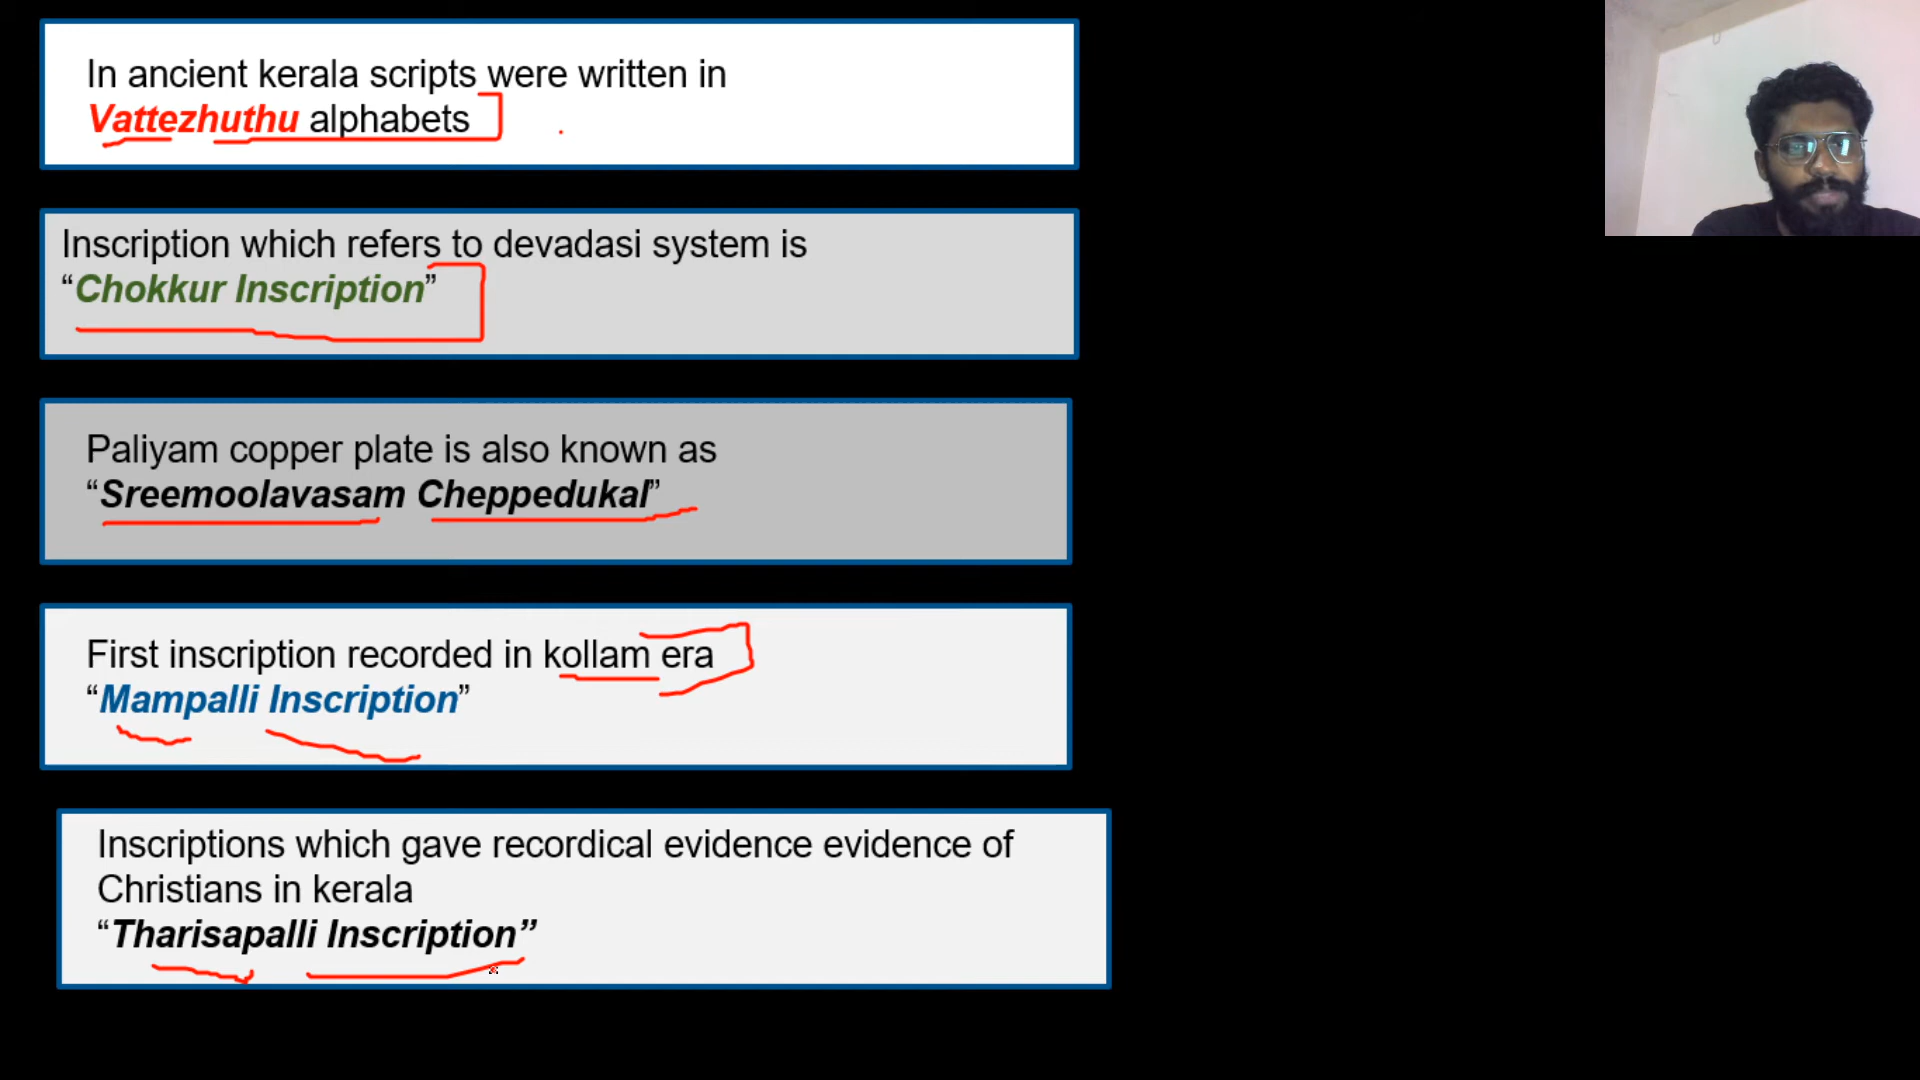 In ancient kerala scripts were written in
Vattezhuthu alphabets
Inscription which refers to devadasi system is
“Chokkur Inscription”
Paliyam copper plate is also known as
“Sreemoolavasam Cheppedukal”
First inscription recorded in kollam era
“Mampalli Inscription”
Inscriptions which gave recordical evidence evidence of
Christians in kerala
“Tharisapalli Inscription”